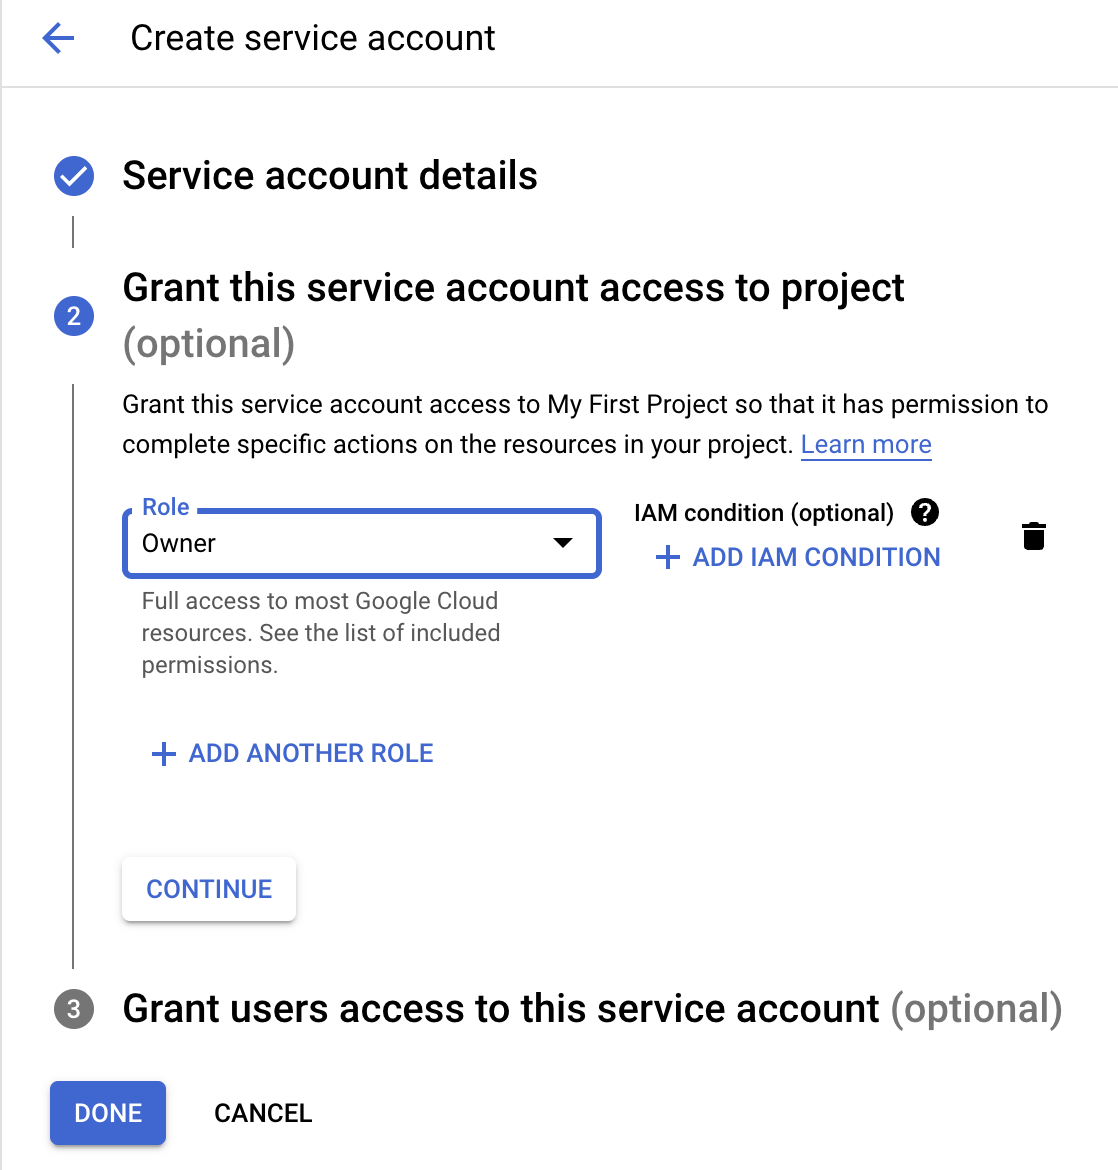 Create service account
Service account details
2
Grant this service account access to project
(optional)
Grant this service account access to My First Project so that it has permission to
complete specific actions on the resources in your project. Learn more
Role
Owner
IAM condition (optional) ?
+ ADD IAM CONDITION
Full access to most Google Cloud
resources. See the list of included
permissions.
+ ADD ANOTHER ROLE
CONTINUE
3 Grant users access to this service account (optional)
DONE CANCEL